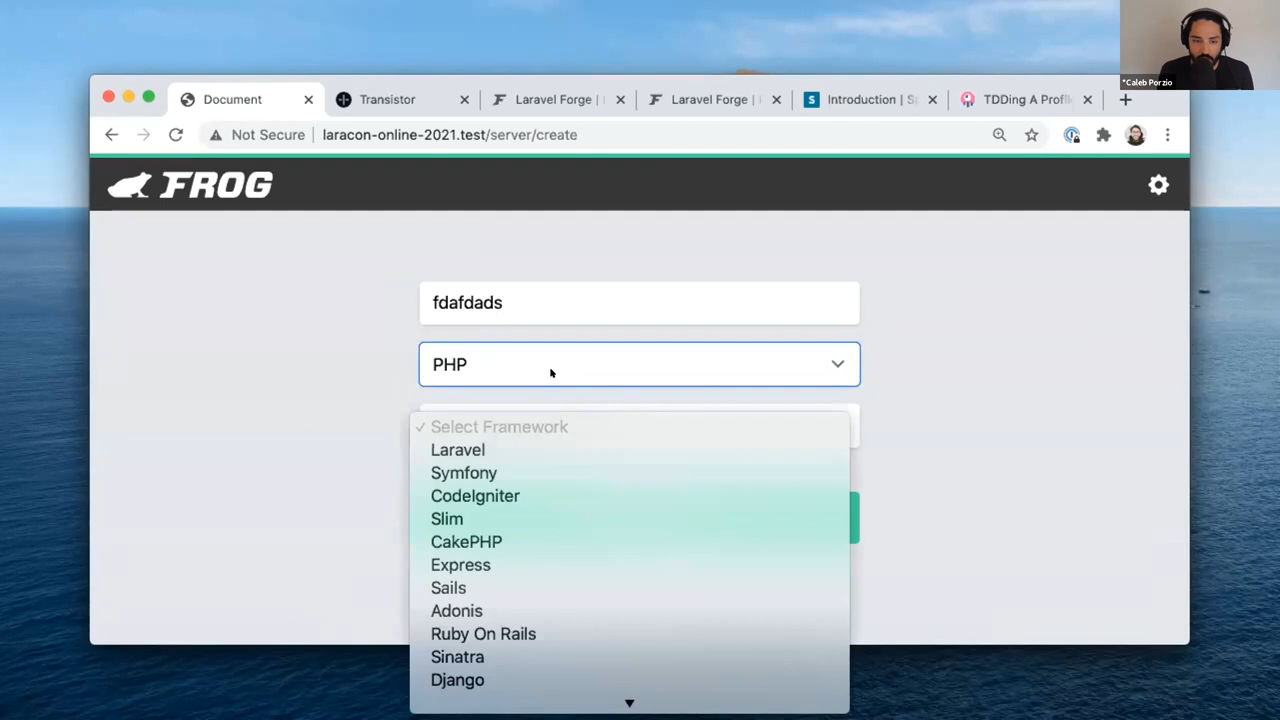 *Caleb Porzio
Document
Transistor
Laravel Forge |
Laravel Forge |
Introduction |
TDDing A Profil
Not Secure
laracon-online-2021.test/server/create
FROG
fdafdads
PHP
✓ Select Framework
Laravel
Symfony
CodeIgniter
Slim
CakePHP
Express
Sails
Adonis
Ruby On Rails
Sinatra
Django